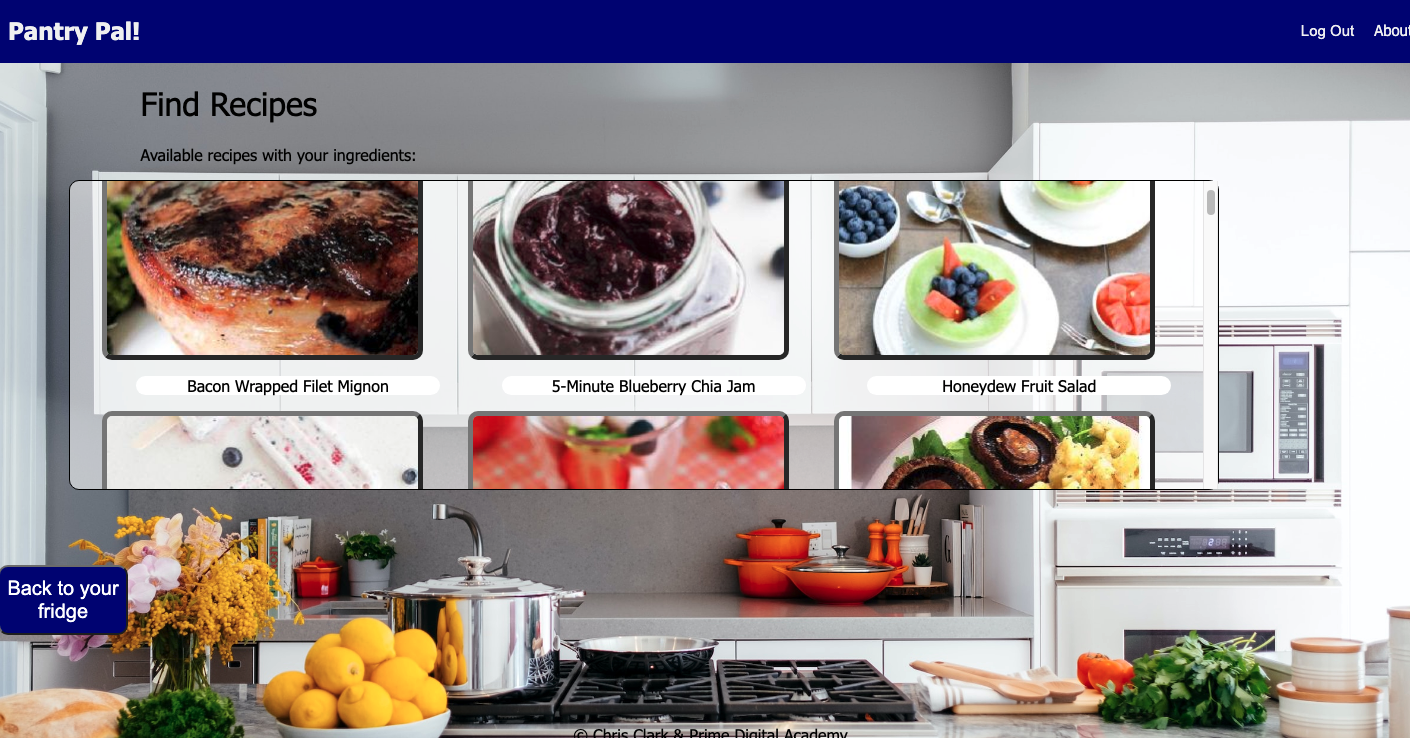 Pantry Pal!
Log Out About
Find Recipes
Available recipes with your ingredients:
Bacon Wrapped Filet Mignon
5-Minute Blueberry Chia Jam
Honeydew Fruit Salad
Back to your
fridge
© Chris Clark & Prime Digital Academy